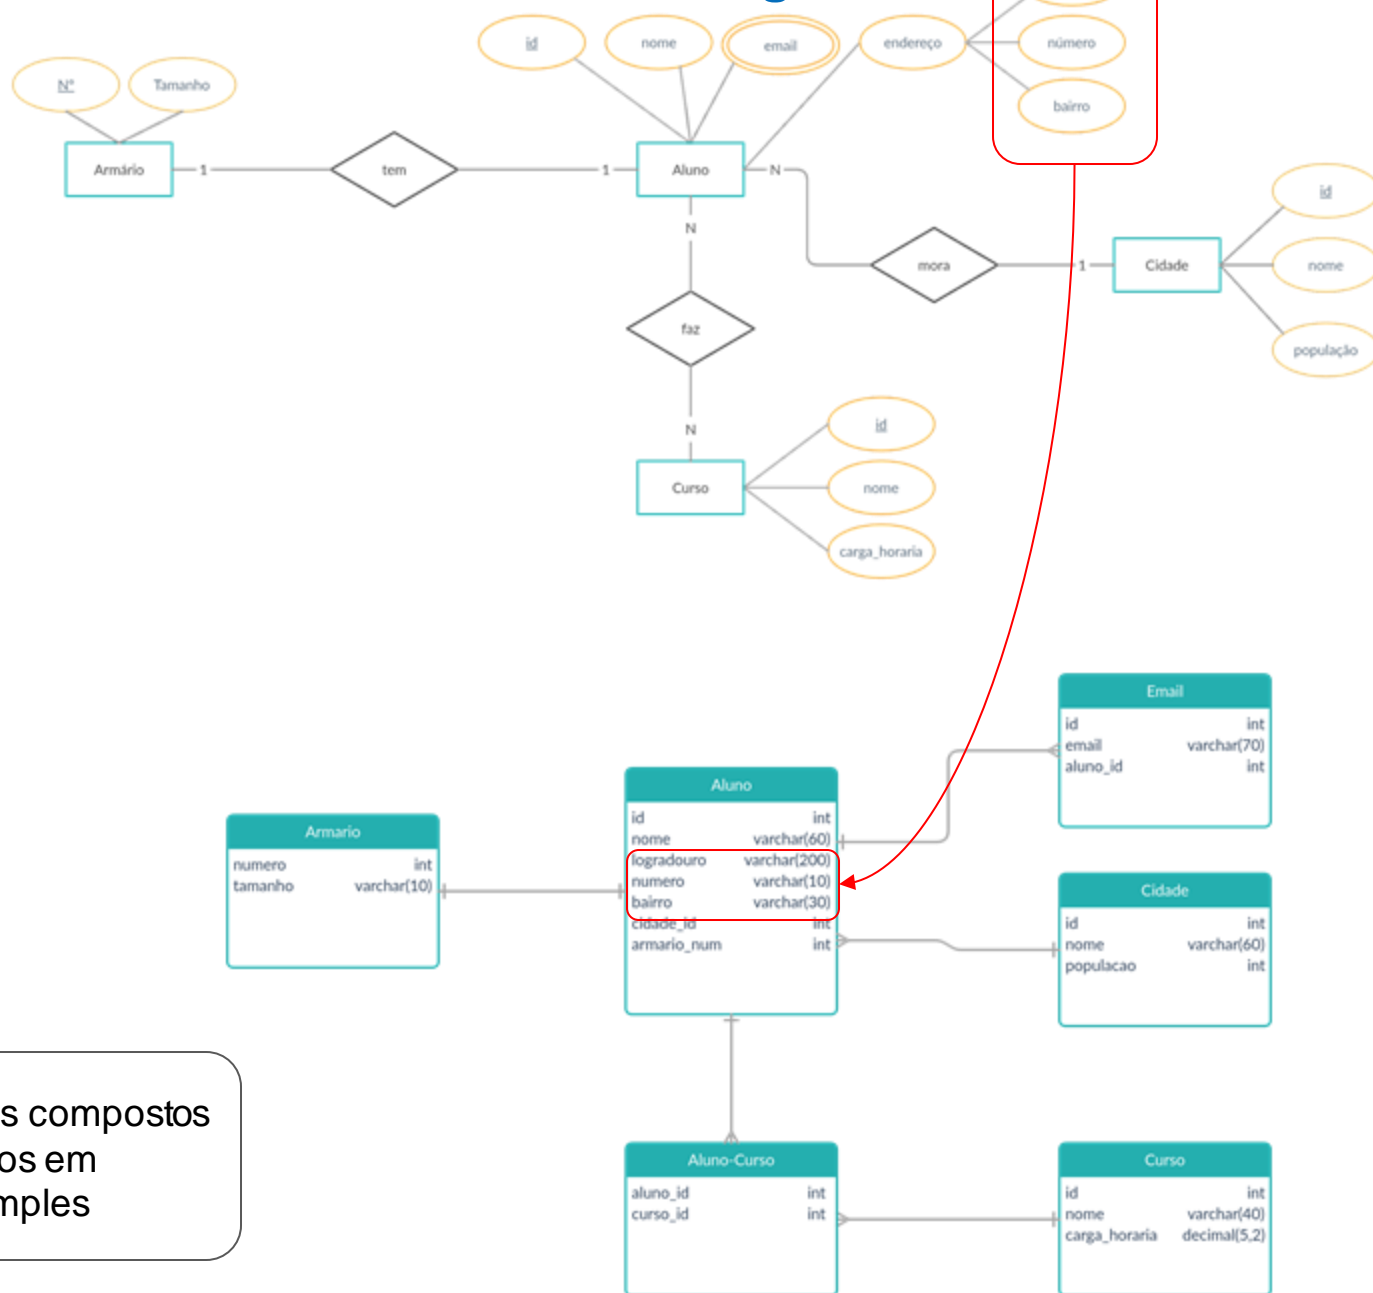 id
nome
email
endereço
número
bairro
Nº
Tamanho
Armário
1
tem
1
Aluno
N
N
mora
1
Cidade
id
nome
população
faz
N
Curso
id
nome
carga_horaria
Email
id int
email varchar(70)
aluno_id int
Aluno
id int
nome varchar(60)
logradouro varchar(200)
numero varchar(10)
bairro varchar(30)
cidade_id int
armario_num int
Armario
numero int
tamanho varchar(10)
Cidade
id int
nome varchar(60)
populacao int
s compostos
os em
mples
Aluno-Curso
aluno_id int
curso_id int
Curso
id int
nome varchar(40)
carga_horaria decimal(5,2)